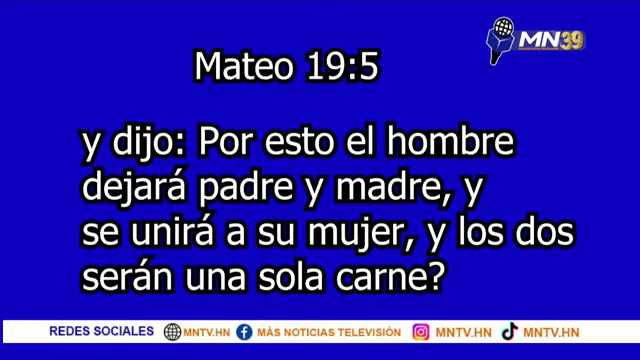 MN39
Mateo 19:5
y dijo: Por esto el hombre
dejará padre y madre, y
se unirá a su mujer, y los dos
serán una sola carne?
REDES SOCIALES MNTV.HN MÁS NOTICIAS TELEVISIÓN MNTV.HN MNTV.HN